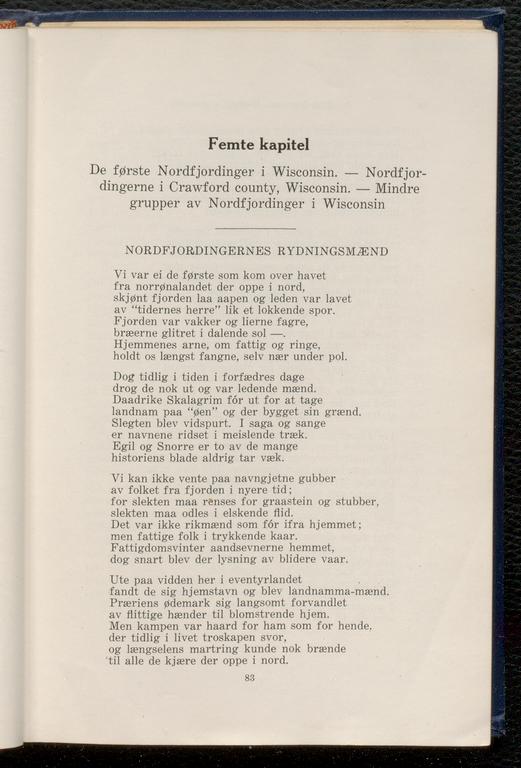 Femte kapitel
De første Nordfjordinger i Wisconsin. — Nordfjor-
dingerne i Crawford county, Wisconsin. — Mindre
grupper av Nordfjordinger i Wisconsin
NORDFJORDINGERNES RYDNINGSMÆND
Vi var ei de første som kom over havet
fra norrønalandet der oppe i nord,
skjønt fjorden laa aapen og leden var lavet
av "tidernes herre" lik et lokkende spor.
Fjorden var vakker og lierne fagre,
bræerne glitret i dalende sol —.
Hjemmenes arne, om fattig og ringe,
holdt os længst fangne, selv nær under pol.
Dog tidlig i tiden i forfædres dage
drog de nok ut og var ledende mænd.
Daadrike Skalagrim fór ut for at tage
landnam paa "øen" og der bygget sin grænd.
Slegten blev vidspurt. I saga og sange
er navnene ridset i meislende træk.
Egil og Snorre er to av de mange
historiens blade aldrig tar væk.
Vi kan ikke vente paa navngjetne gubber
av folket fra fjorden i nyere tid;
for slekten maa renses for graastein og stubber,
slekten maa odles i elskende flid.
Det var ikke rikmænd som fór ifra hjemmet;
men fattige folk i trykkende kaar.
Fattigdomsvinter aandsevnerne hemmet,
dog snart blev der lysning av blidere vaar.
Ute paa vidden her i eventyrlandet
fandt de sig hjemstavn og blev landnamma-mænd.
Præriens ødemark sig langsomt forvandlet
av flittige hænder til blomstrende hjem.
Men kampen var haard for ham som for hende,
der tidlig i livet troskapen svor,
og længselens martring kunde nok brænde
'til alle de kjære der oppe i nord.
83